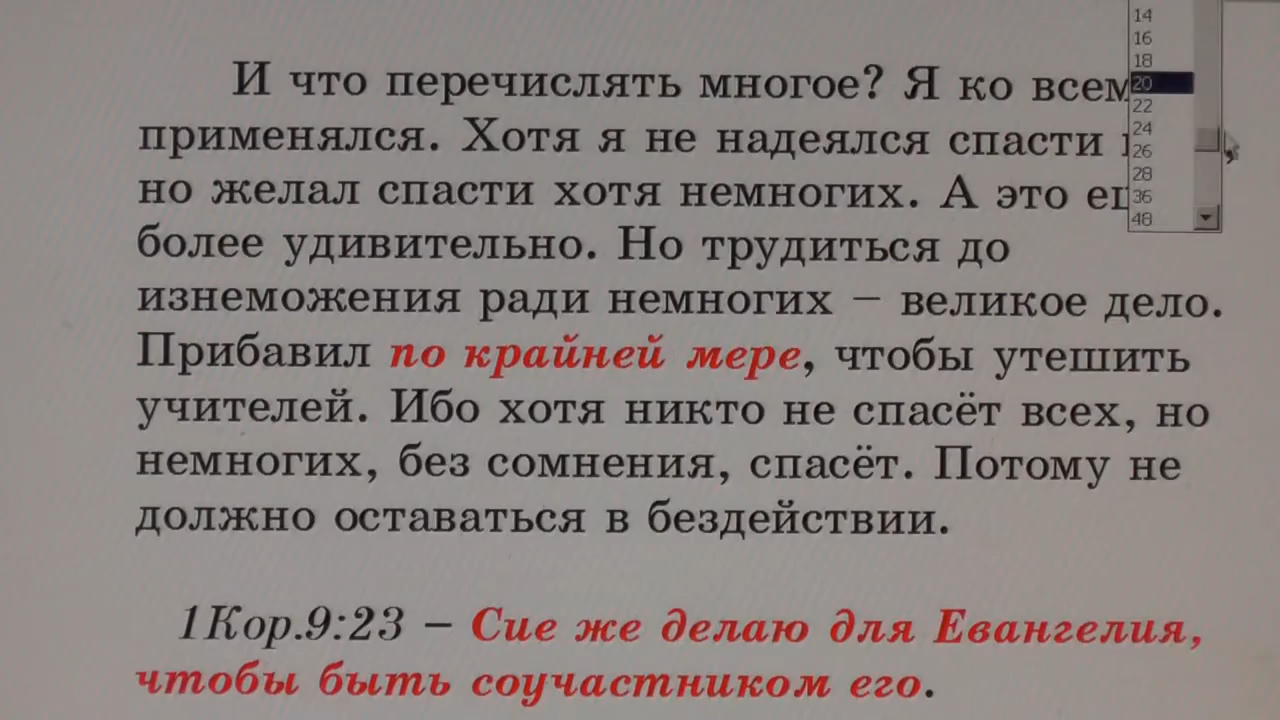 И что перечислять многое? Я ко всем
применялся. Хотя я не надеялся спасти
но желал спасти хотя немногих. А это
более удивительно. Но трудиться до
изнеможения ради немногих – великое дело.
Прибавил по крайней мере, чтобы утешить
учителей. Ибо хотя никто не спасёт всех, но
немногих, без сомнения, спасёт. Потому не
должно оставаться в бездействии.
1Кор.9:23 – Сие же делаю для Евангелия,
чтобы быть соучастником его.
14
16
18
20
22
24
26
28
36
48